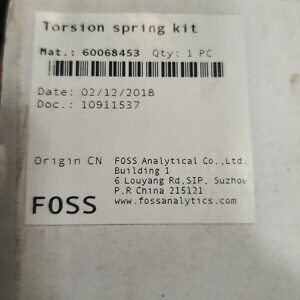 Torsion spring kit
Mat.: 60068453 Qty: 1 PC
Date: 02/12/2018
Doc.: 10911537
Origin CN FOSS Analytical Co.,Ltd.
Building 1
6 Louyang Rd,SIP, Suzhou
P.R China 215121
www.fossanalytics.com
FOSS